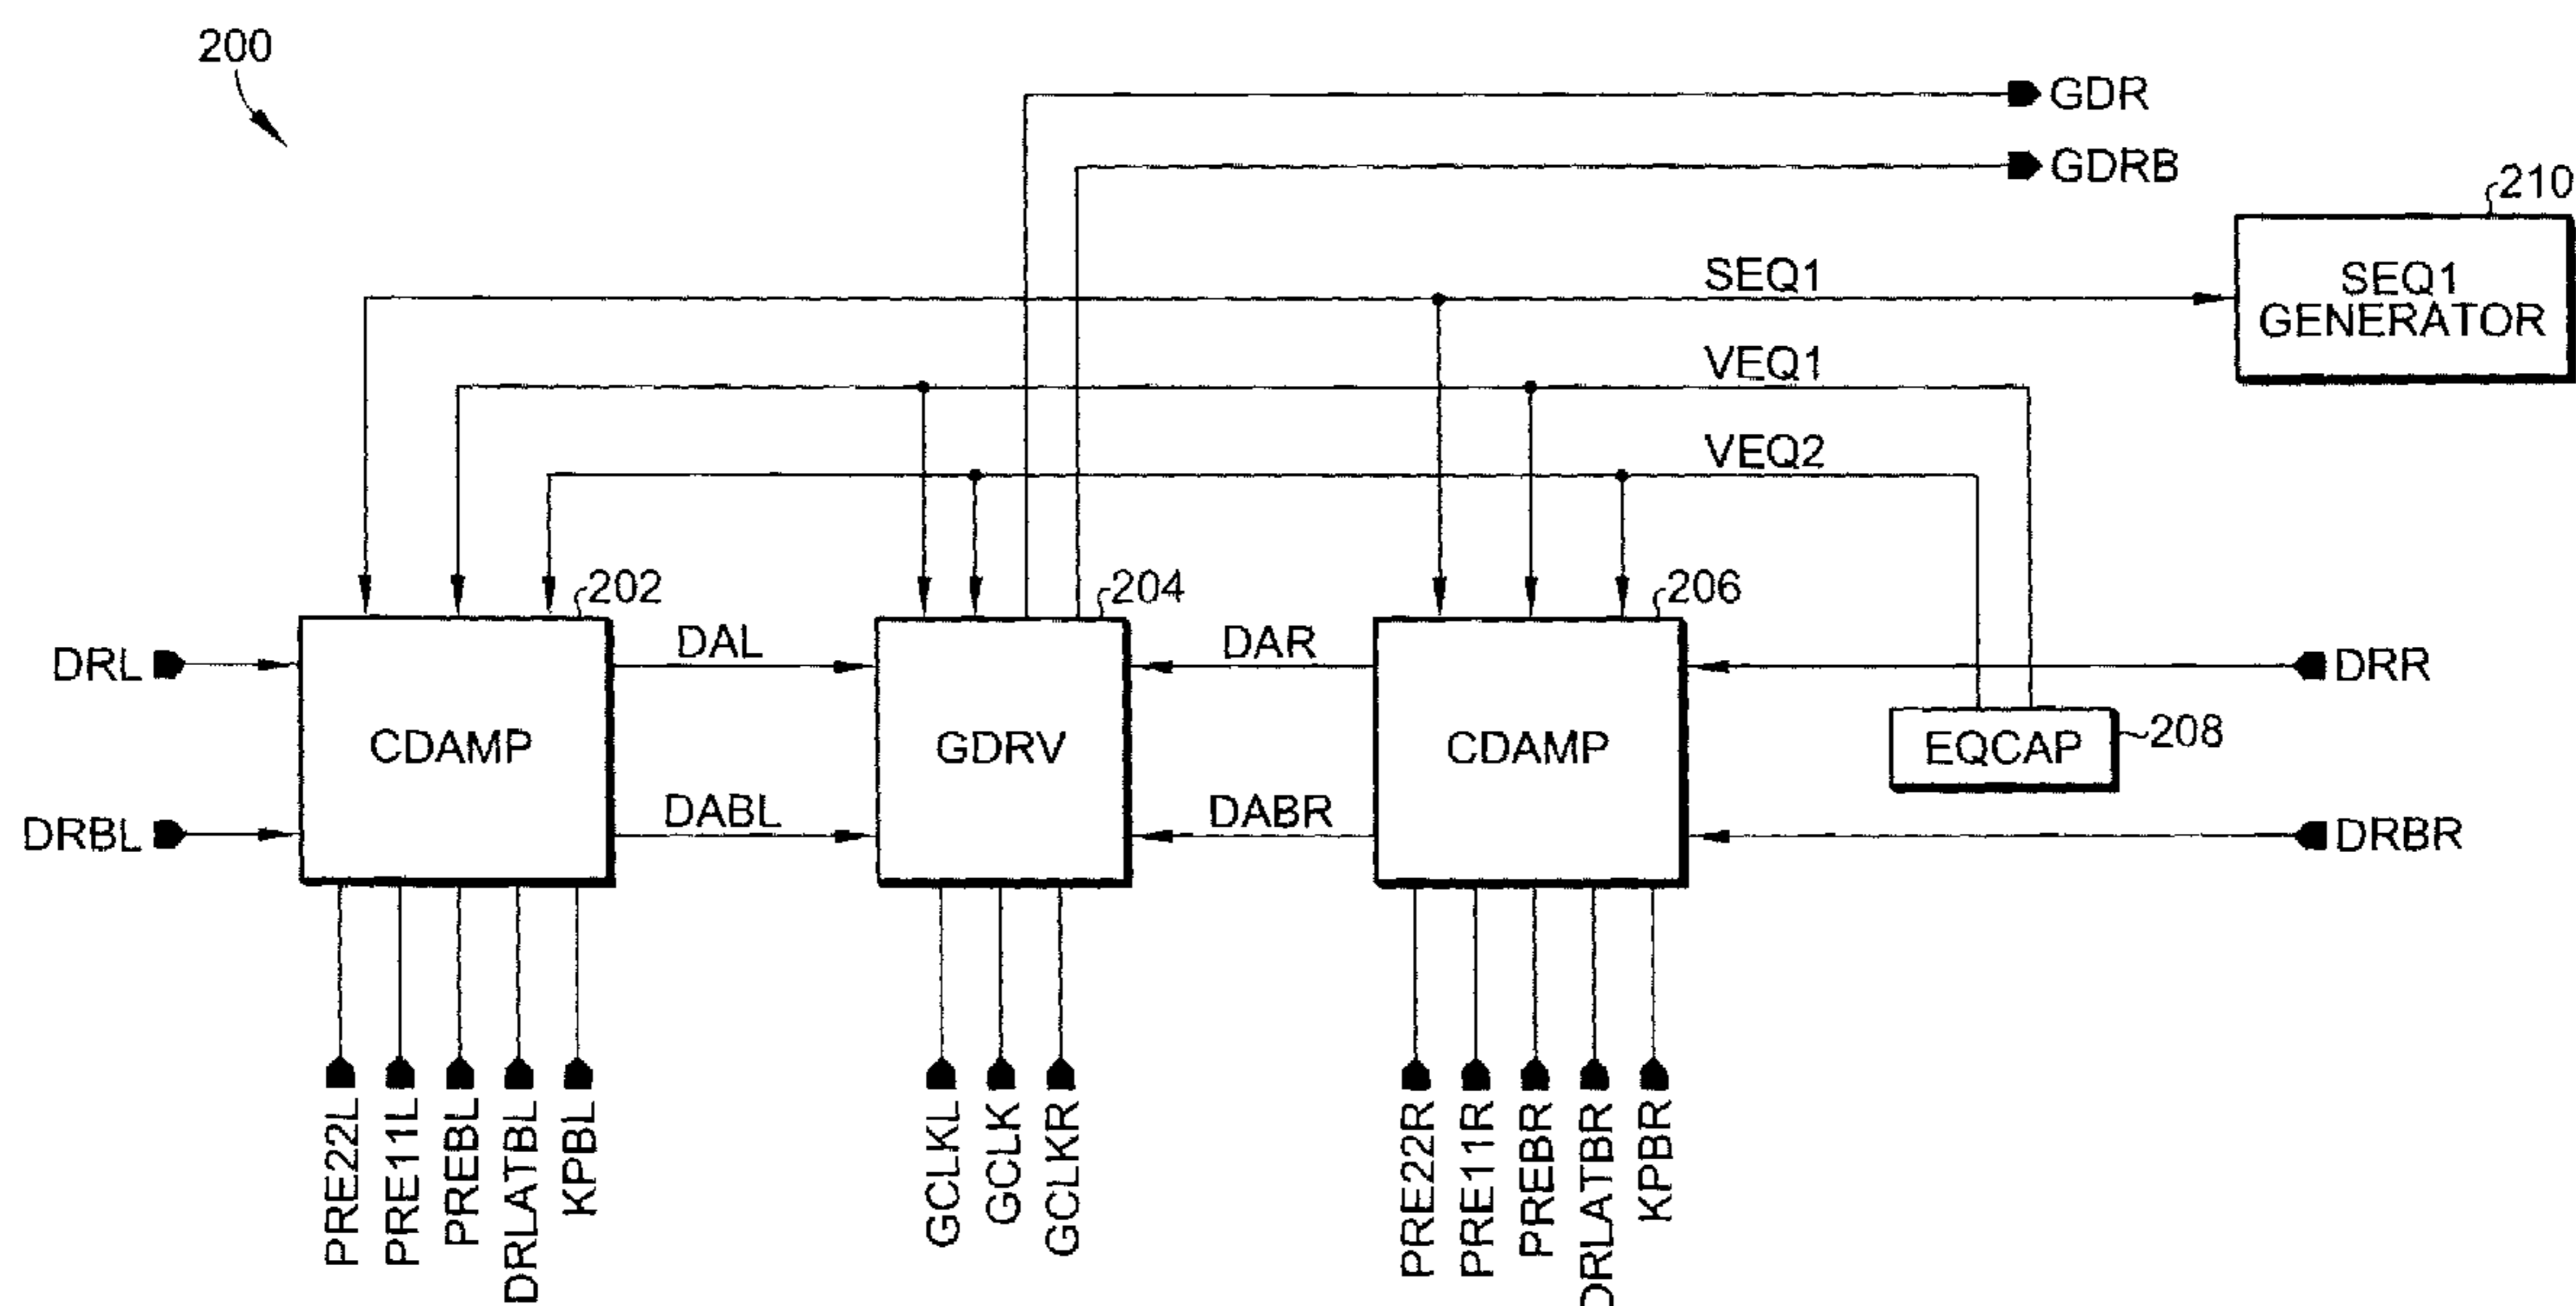 200
GDR
GDRB
210
SEQ1
GENERATOR
SEQ1
VEQ1
VEQ2
202
204
206
DRL
DAL
DAR
DRR
CDAMP
GDRV
CDAMP
EQCAP
208
DRBL
DABL
DABR
DRBR
PRE22L
PRE11L
PREBL
DRLATBL
KPBL
GCLKL
GCLK
GCLKR
PRE22R
PRE11R
PREBR
DRLATBR
KPBR